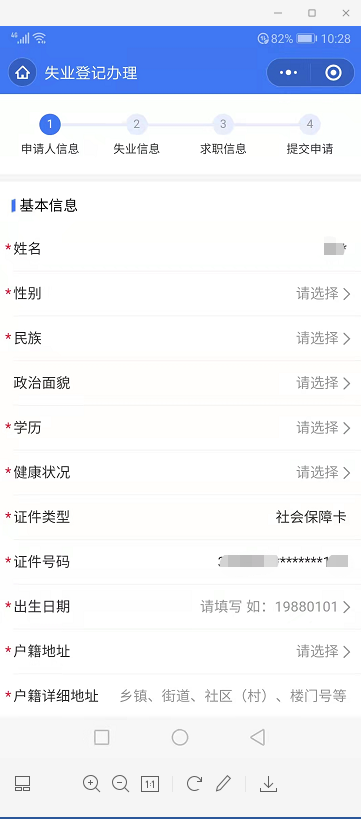 4G 82% 10:28
失业登记办理
1 2 3 4
申请人信息 失业信息 求职信息 提交申请
基本信息
*姓名 *
*性别 请选择
*民族 请选择
政治面貌 请选择
*学历 请选择
*健康状况 请选择
*证件类型 社会保障卡
*证件号码 3*******1
*出生日期 请填写 如：19880101
*户籍地址 请选择
*户籍详细地址 乡镇、街道、社区（村）、楼门号等
1:1